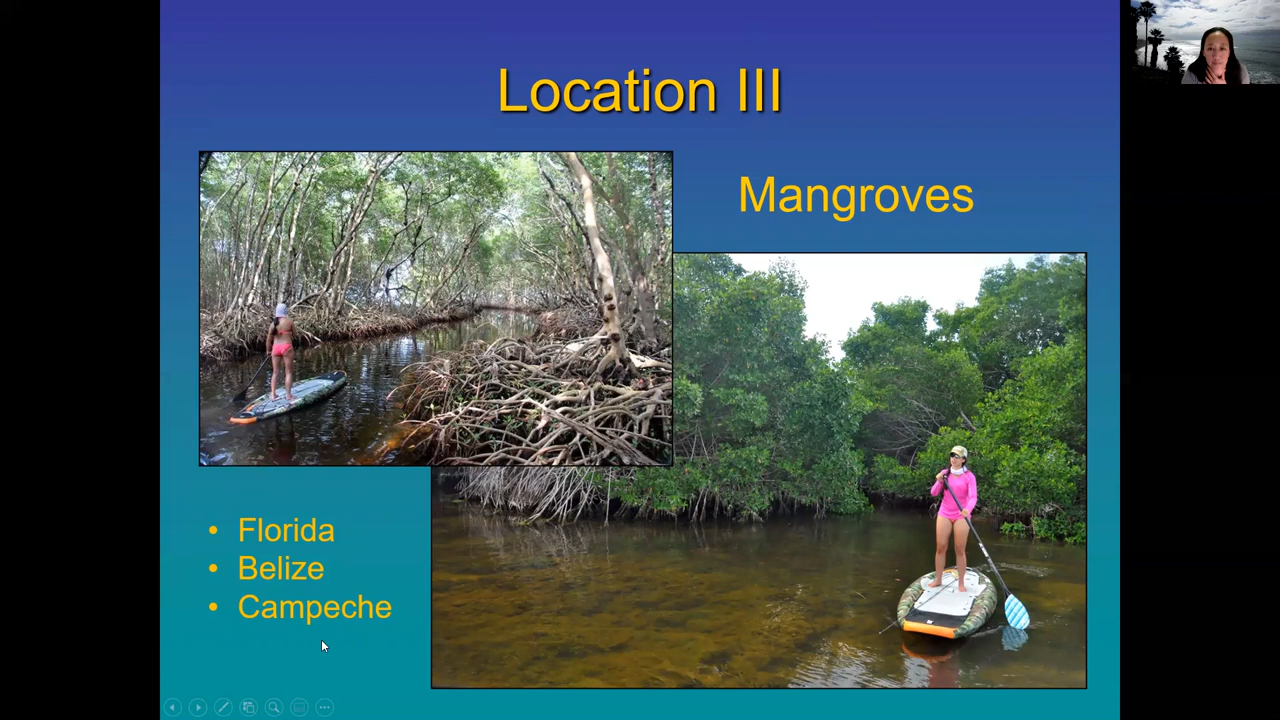 Location III
Mangroves
• Florida
• Belize
• Campeche